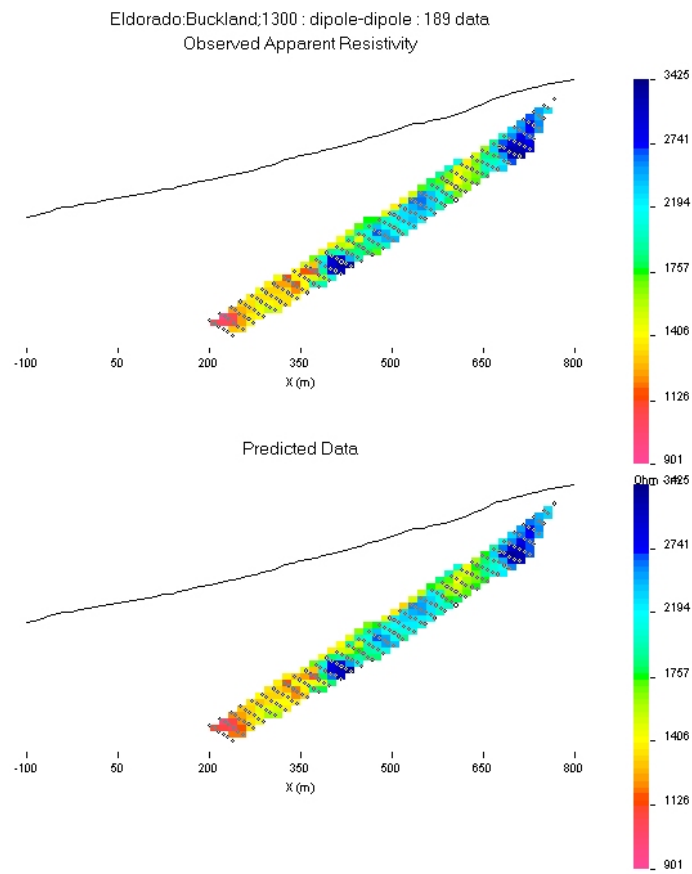 Eldorado:Buckland;1300 : dipole-dipole : 189 data
Observed Apparent Resistivity
3425
2741
2194
1767
1406
1126
901
-100 50 200 350 500 650 800
X (m)
Predicted Data
Ohm 3425
2741
2194
1767
1406
1126
901
-100 50 200 350 500 650 800
X (m)